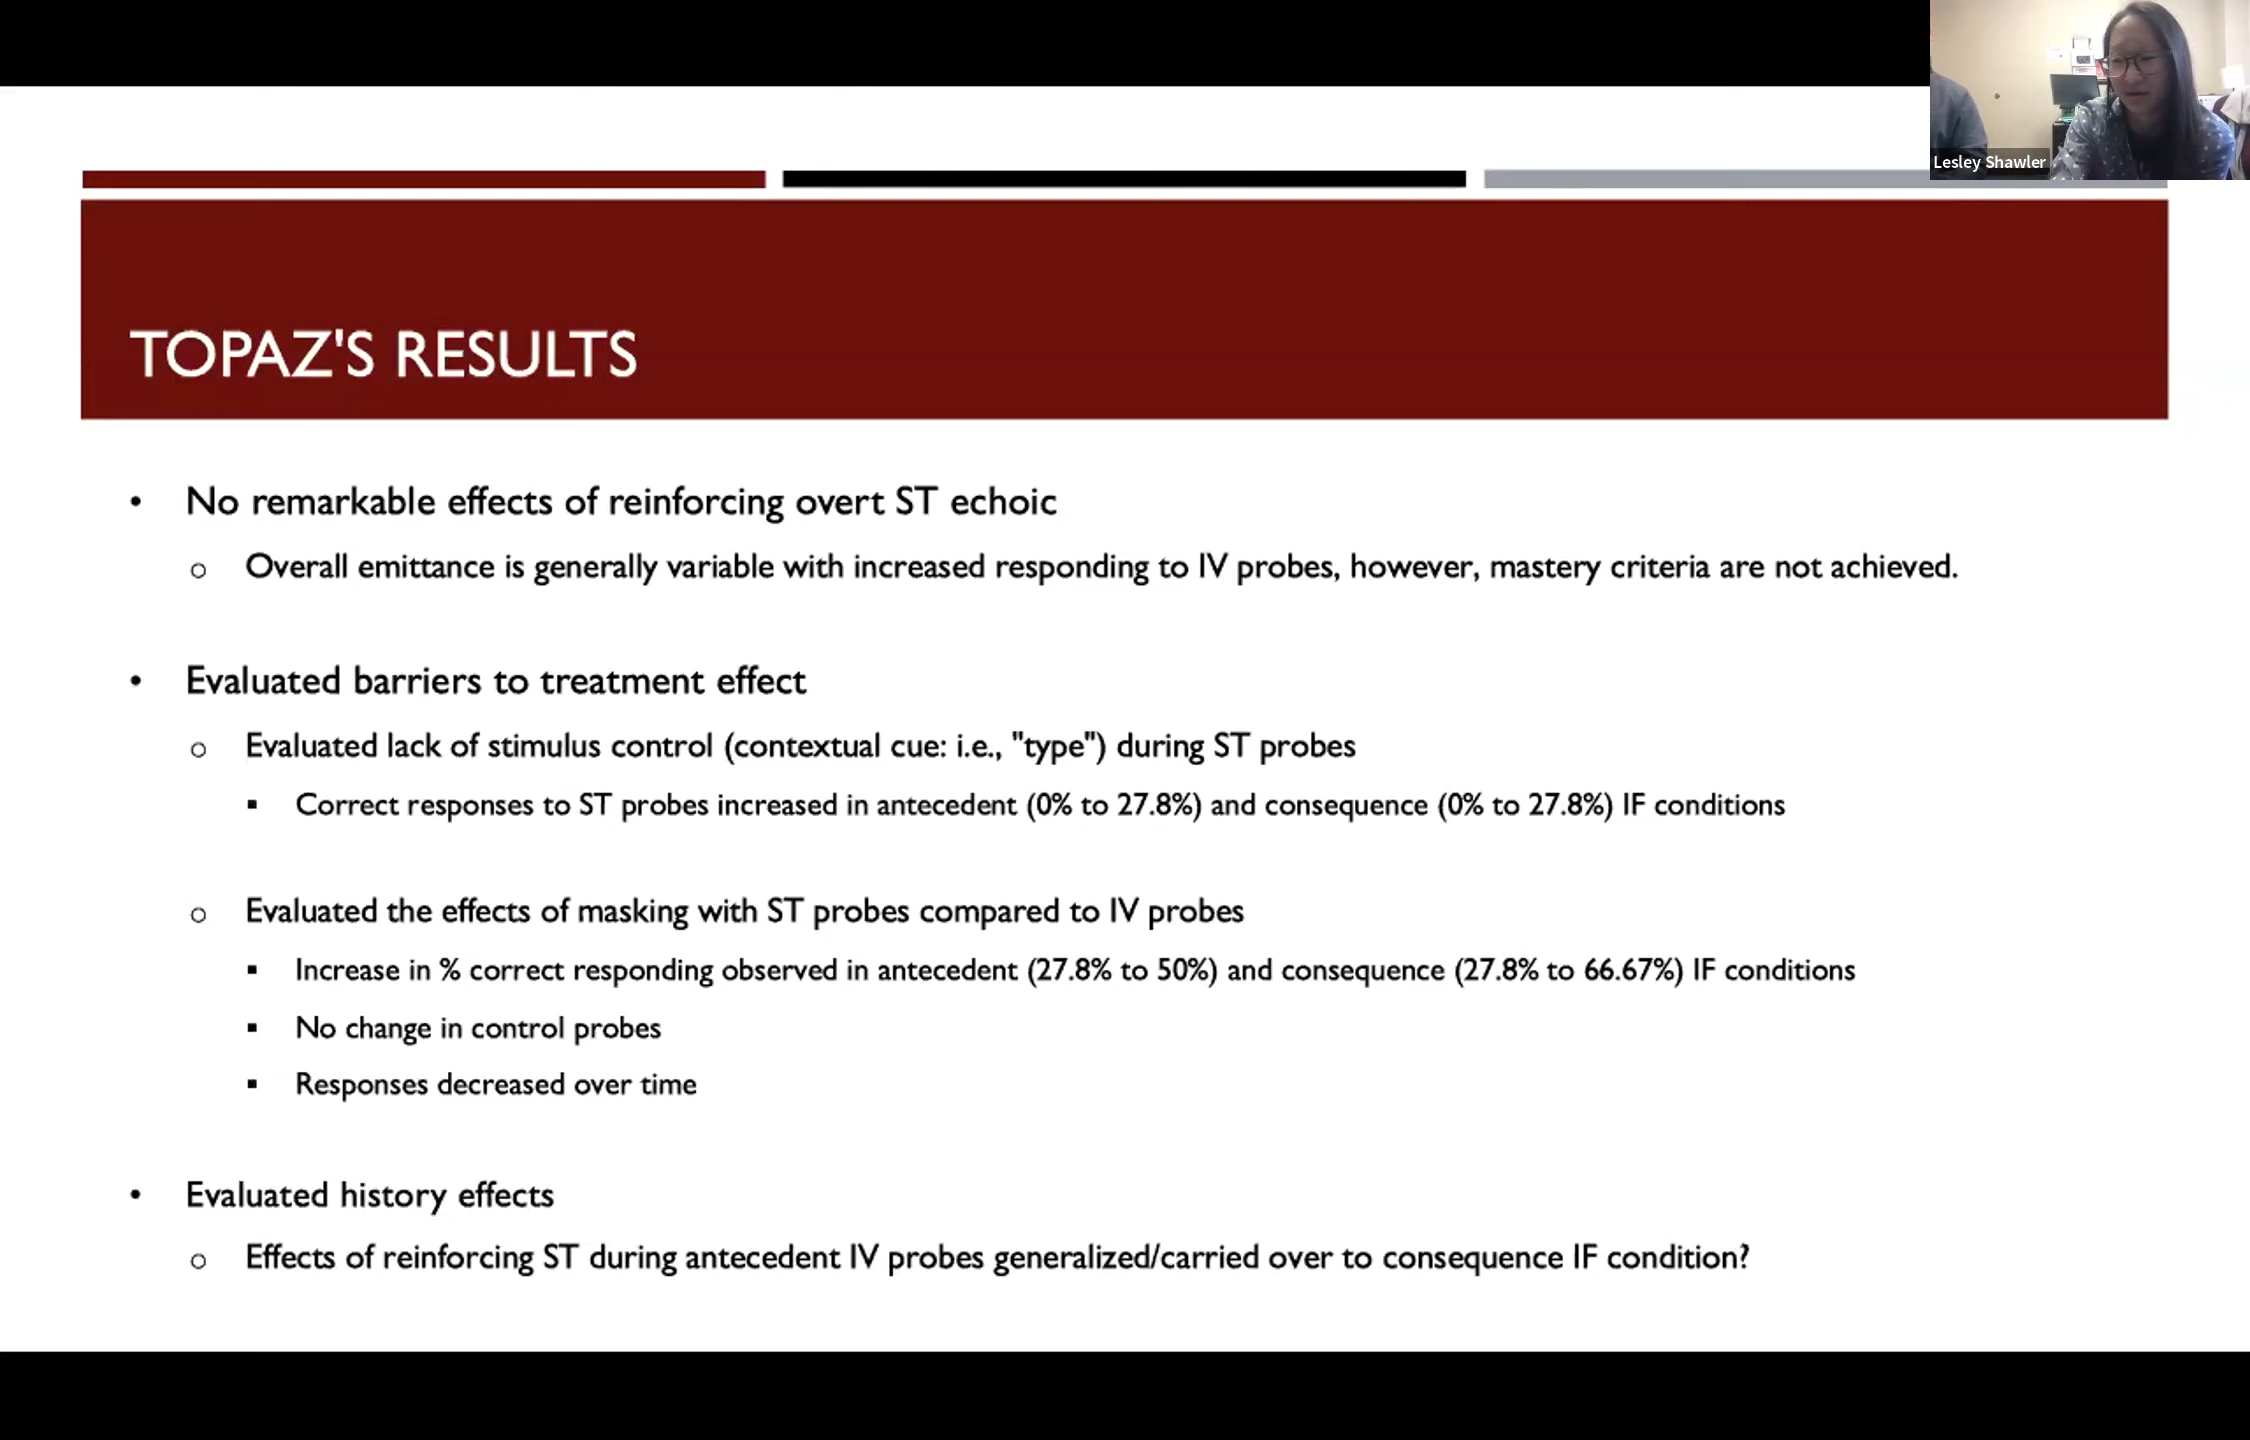 Lesley Shawler
TOPAZ'S RESULTS
• No remarkable effects of reinforcing overt ST echoic
o Overall emittance is generally variable with increased responding to IV probes, however, mastery criteria are not achieved.
• Evaluated barriers to treatment effect
o Evaluated lack of stimulus control (contextual cue: i.e., "type") during ST probes
▪ Correct responses to ST probes increased in antecedent (0% to 27.8%) and consequence (0% to 27.8%) IF conditions
o Evaluated the effects of masking with ST probes compared to IV probes
▪ Increase in % correct responding observed in antecedent (27.8% to 50%) and consequence (27.8% to 66.67%) IF conditions
▪ No change in control probes
▪ Responses decreased over time
• Evaluated history effects
o Effects of reinforcing ST during antecedent IV probes generalized/carried over to consequence IF condition?